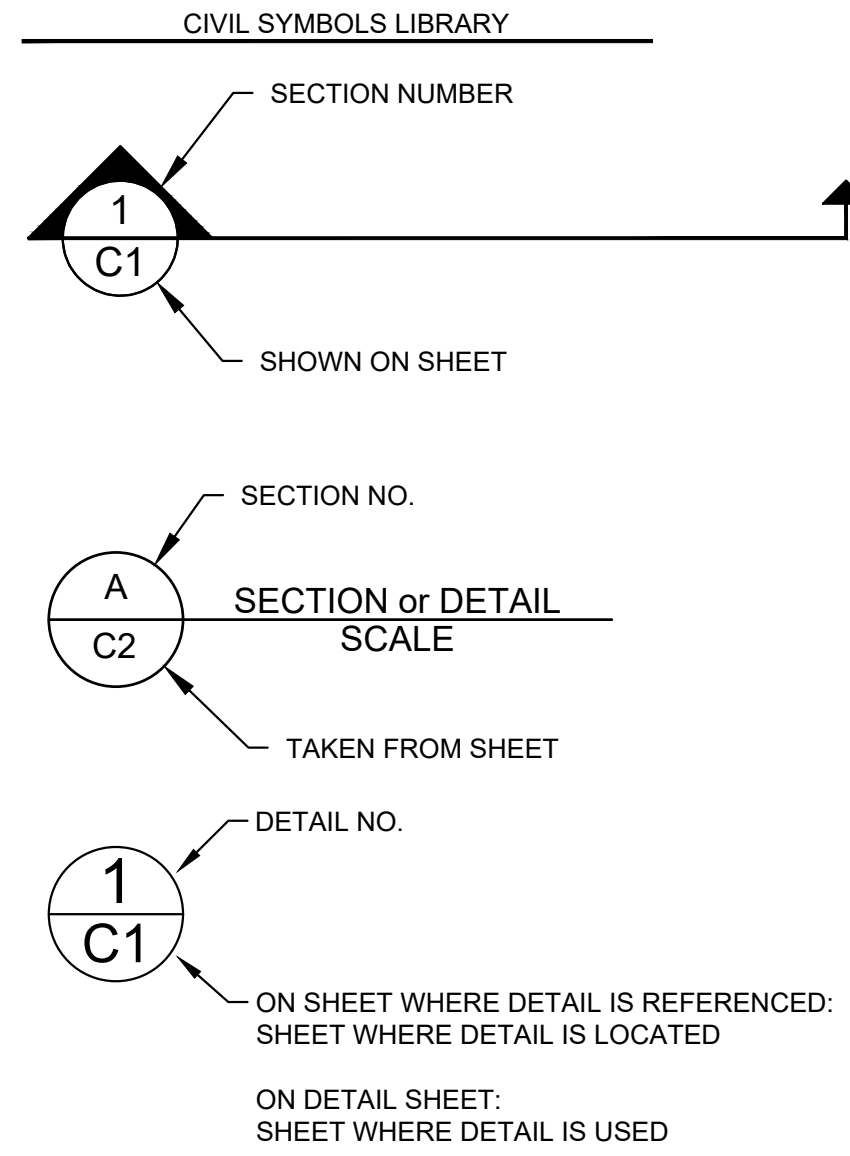 CIVIL SYMBOLS LIBRARY
SECTION NUMBER
1
C1
SHOWN ON SHEET
SECTION NO.
A
C2
SECTION or DETAIL
SCALE
TAKEN FROM SHEET
DETAIL NO.
1
C1
ON SHEET WHERE DETAIL IS REFERENCED:
SHEET WHERE DETAIL IS LOCATED
ON DETAIL SHEET:
SHEET WHERE DETAIL IS USED